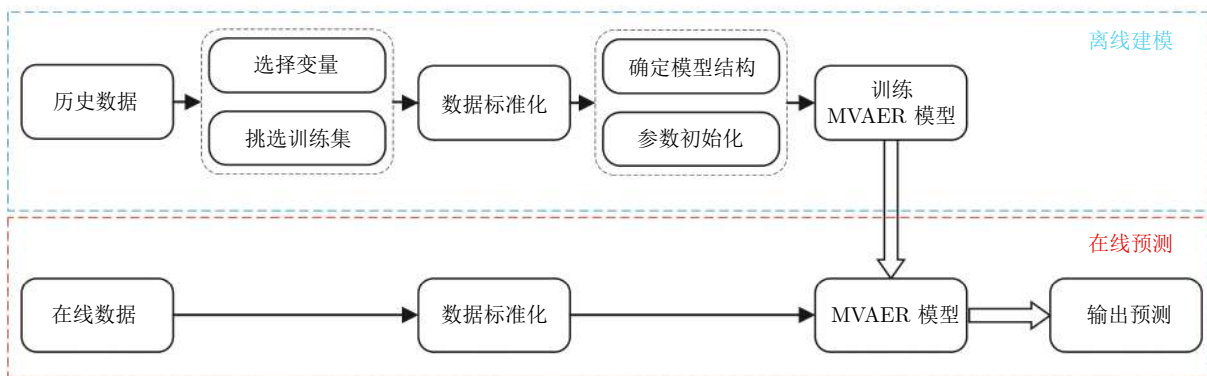 离线建模
选择变量
确定模型结构
历史数据
数据标准化
训练
MVAER 模型
挑选训练集
参数初始化
在线预测
在线数据
数据标准化
MVAER 模型
输出预测